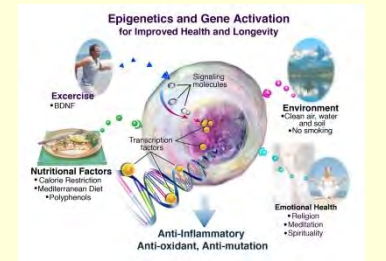 Epigenetics and Gene Activation
for Improved Health and Longevity
Signaling
molecules
Excercise
•BDNF
Environment
•Clean air, water
and soil
•No smoking
Transcription
factors
Nutritional Factors
•Calorie Restriction
•Mediterranean Diet
•Polyphenols
Emotional Health
•Religion
•Meditation
•Spirituality
Anti-Inflammatory
Anti-oxidant, Anti-mutation